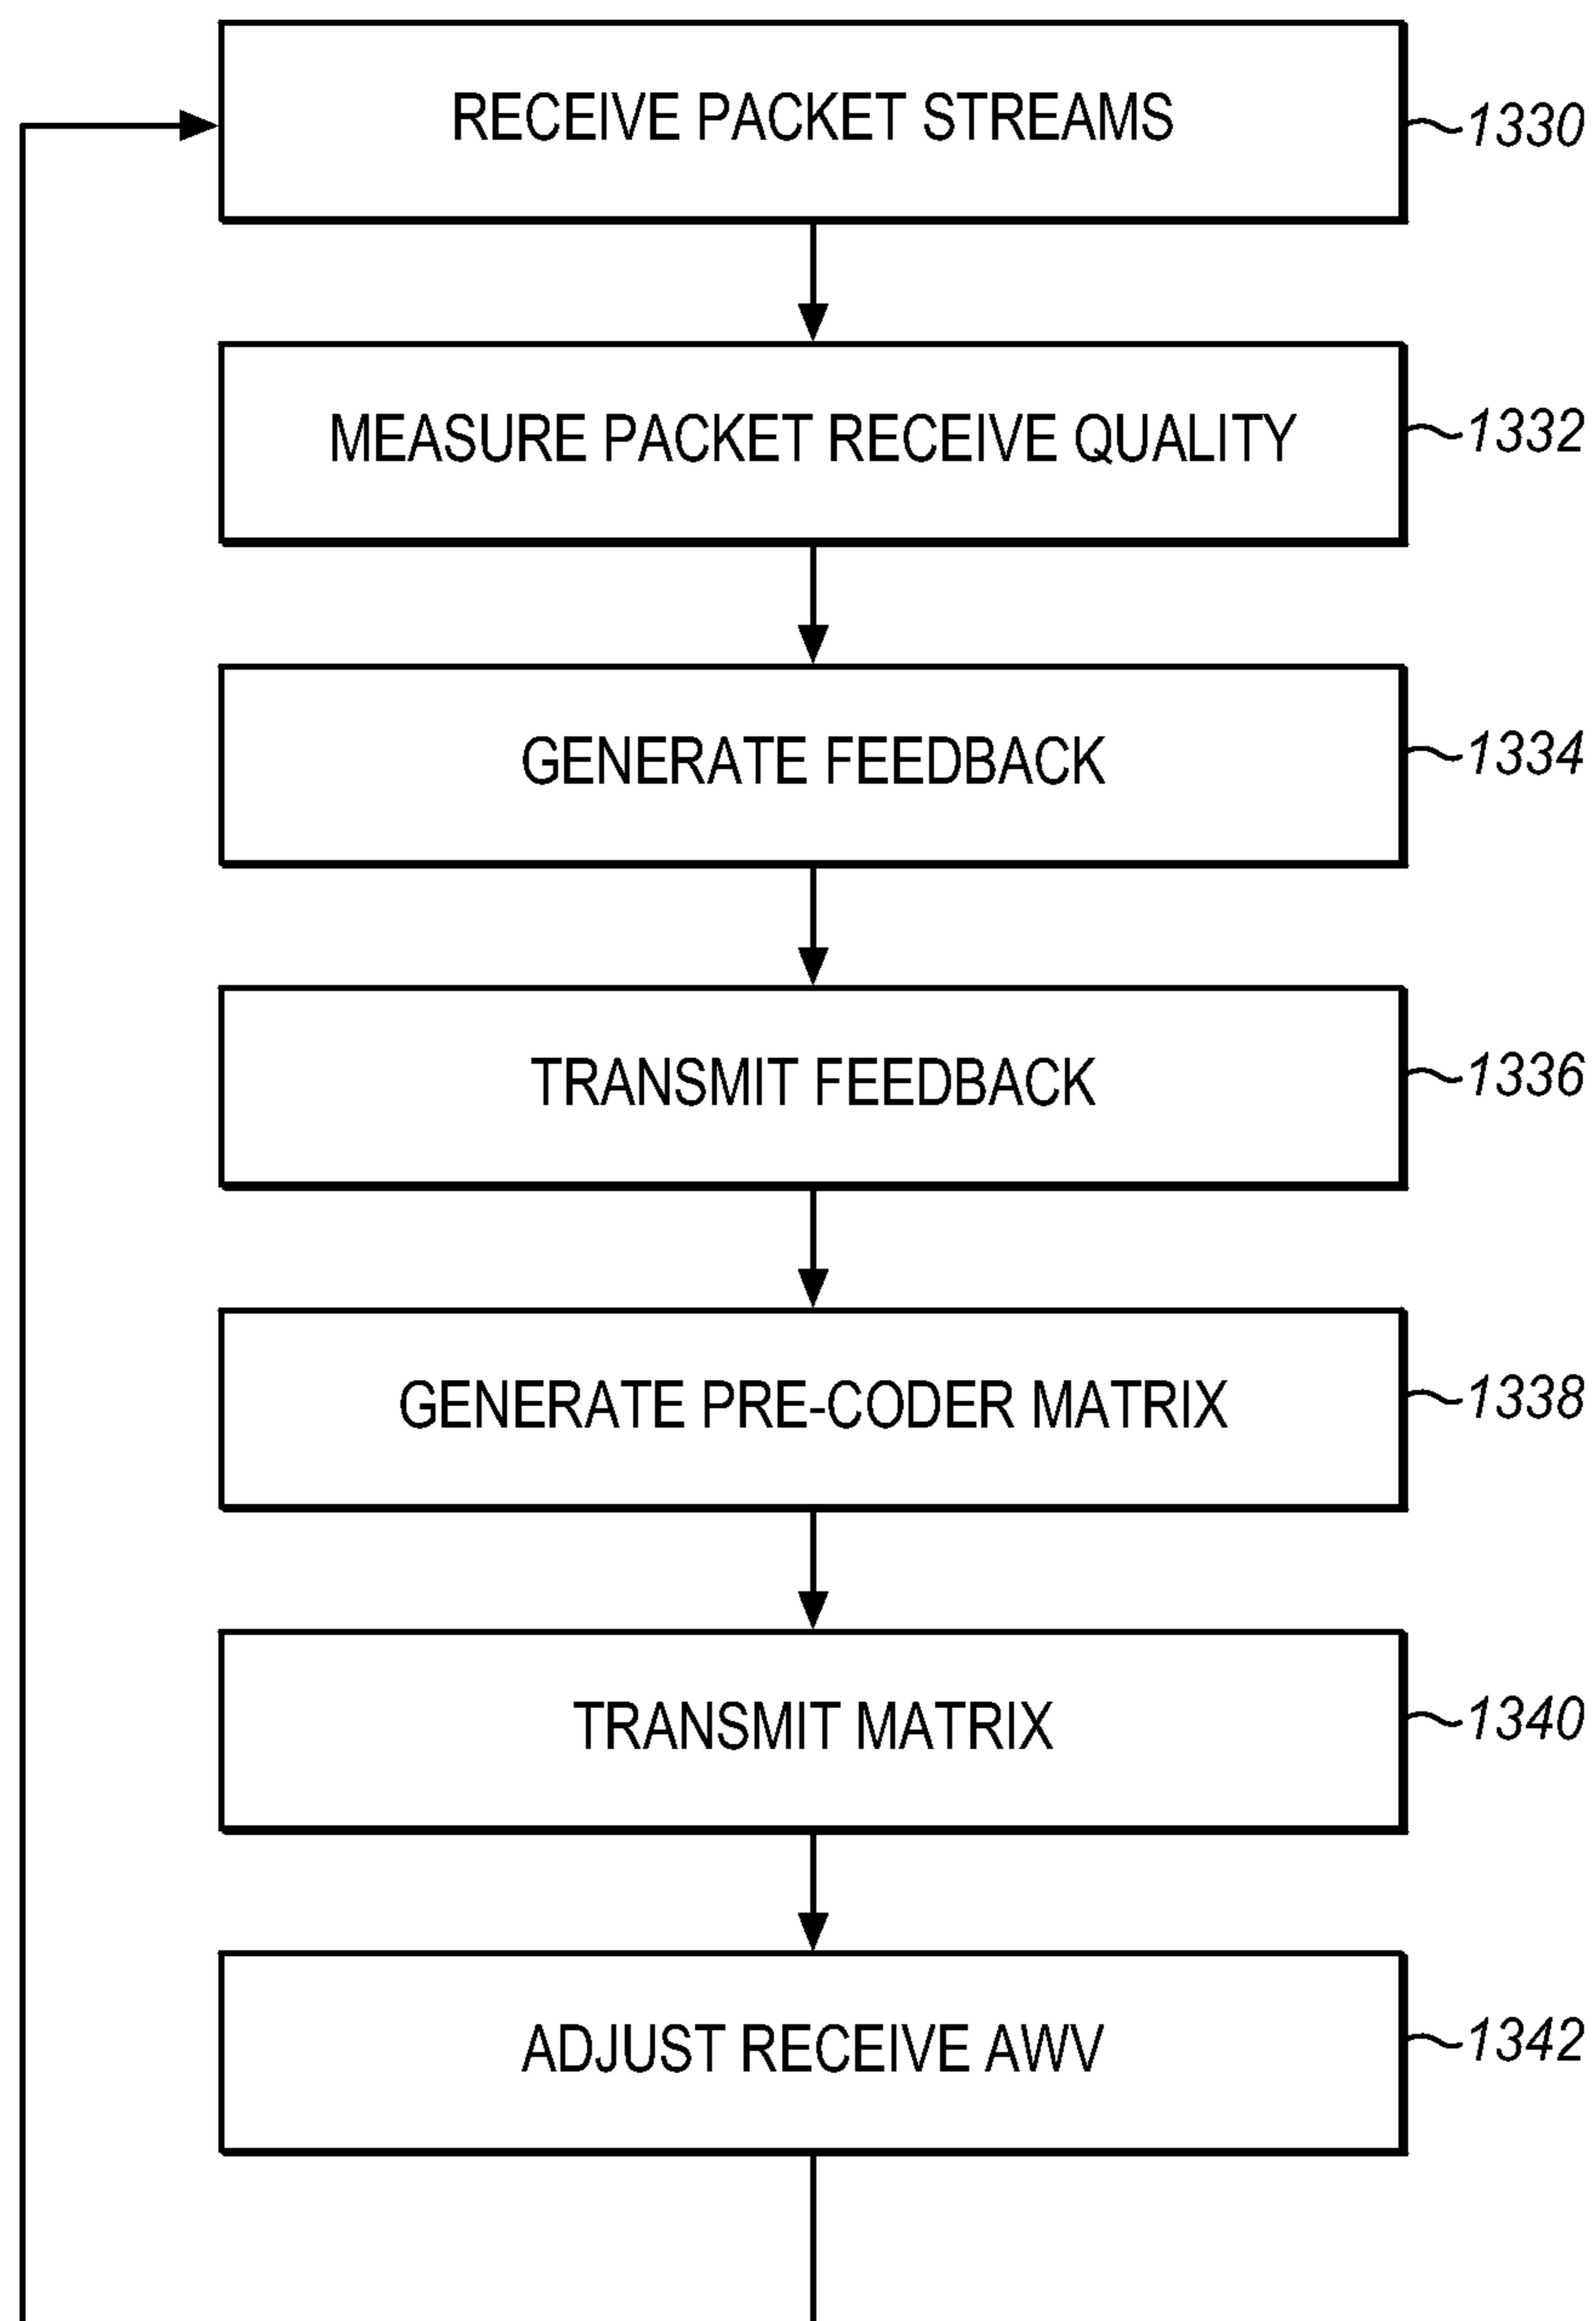 RECEIVE PACKET STREAMS 1330
MEASURE PACKET RECEIVE QUALITY 1332
GENERATE FEEDBACK 1334
TRANSMIT FEEDBACK 1336
GENERATE PRE-CODER MATRIX 1338
TRANSMIT MATRIX 1340
ADJUST RECEIVE AWV 1342